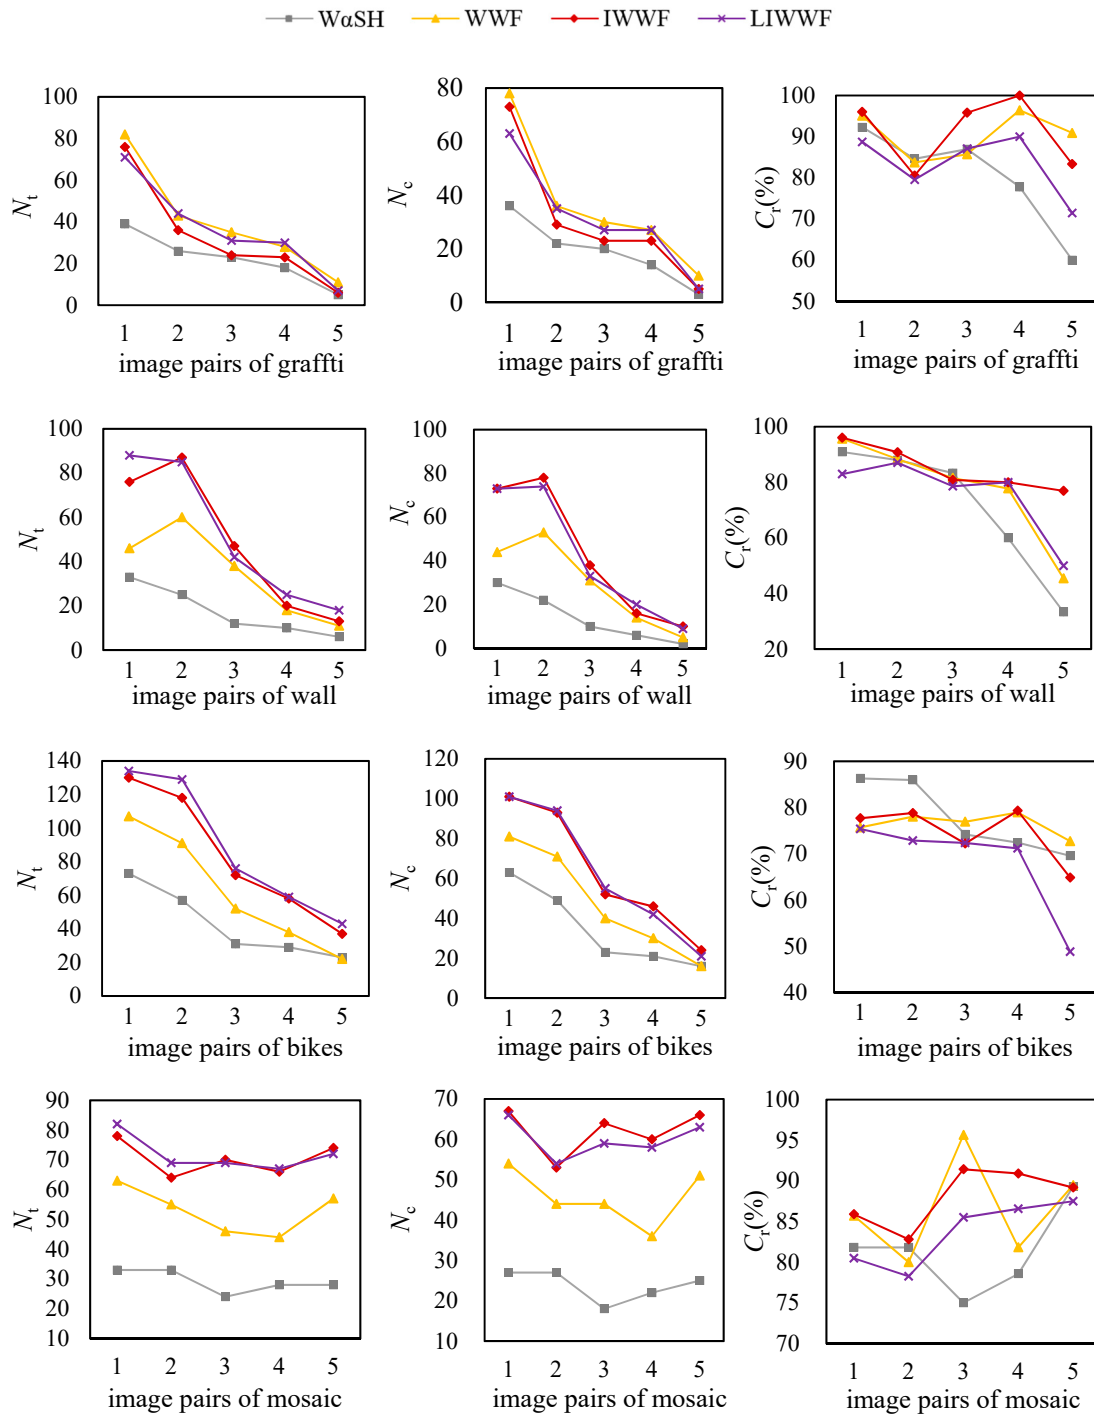 WαSH WWF IWWF LIWWF
Nt
100
80
60
40
20
0
1 2 3 4 5
image pairs of graffti
Nc
80
60
40
20
0
1 2 3 4 5
image pairs of graffti
Cr(%)
100
90
80
70
60
50
1 2 3 4 5
image pairs of graffti
Nt
100
80
60
40
20
0
1 2 3 4 5
image pairs of wall
Nc
100
80
60
40
20
0
1 2 3 4 5
image pairs of wall
Cr(%)
100
80
60
40
20
1 2 3 4 5
image pairs of wall
Nt
140
120
100
80
60
40
20
0
1 2 3 4 5
image pairs of bikes
Nc
120
100
80
60
40
20
0
1 2 3 4 5
image pairs of bikes
Cr(%)
90
80
70
60
50
40
1 2 3 4 5
image pairs of bikes
Nt
90
80
70
60
50
40
30
20
10
1 2 3 4 5
image pairs of mosaic
Nc
70
60
50
40
30
20
10
1 2 3 4 5
image pairs of mosaic
Cr(%)
100
95
90
85
80
75
70
1 2 3 4 5
image pairs of mosaic